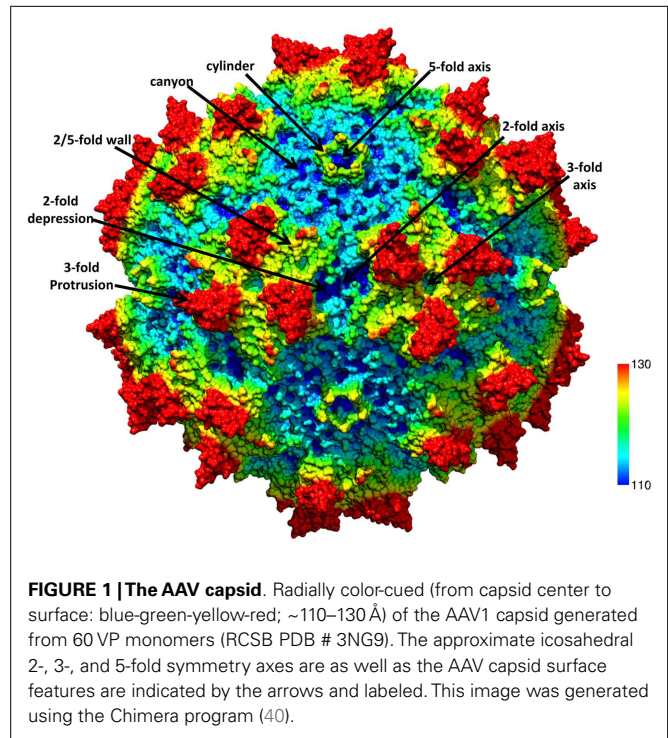 cylinder
5-fold axis
canyon
2-fold axis
2/5-fold wall
3-fold
axis
2-fold
depression
3-fold
Protrusion
130
110
FIGURE 1 | The AAV capsid. Radially color-cued (from capsid center to
surface: blue-green-yellow-red; ~110–130 Å) of the AAV1 capsid generated
from 60 VP monomers (RCSB PDB # 3NG9). The approximate icosahedral
2-, 3-, and 5-fold symmetry axes are as well as the AAV capsid surface
features are indicated by the arrows and labeled. This image was generated
using the Chimera program (40).